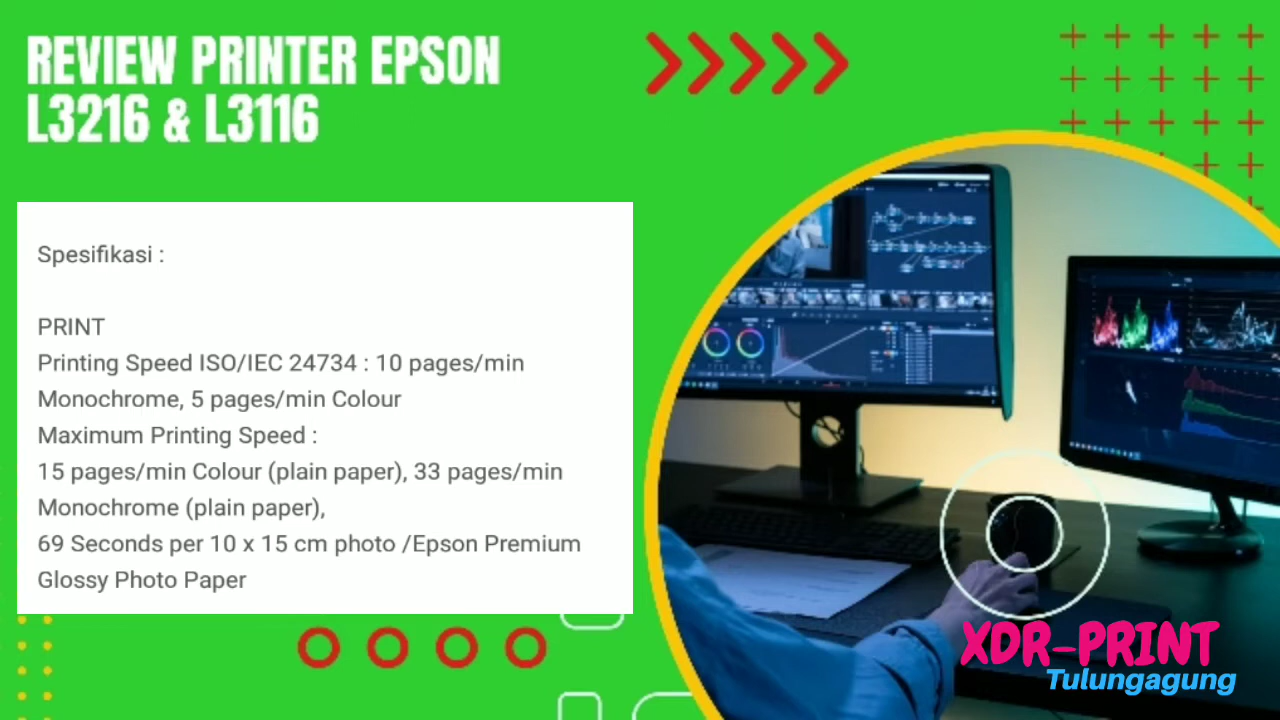 REVIEW PRINTER EPSON
L3216 & L3116
Spesifikasi :
PRINT
Printing Speed ISO/IEC 24734 : 10 pages/min
Monochrome, 5 pages/min Colour
Maximum Printing Speed :
15 pages/min Colour (plain paper), 33 pages/min
Monochrome (plain paper),
69 Seconds per 10 x 15 cm photo /Epson Premium
Glossy Photo Paper
XDR-PRINT
Tulungagung